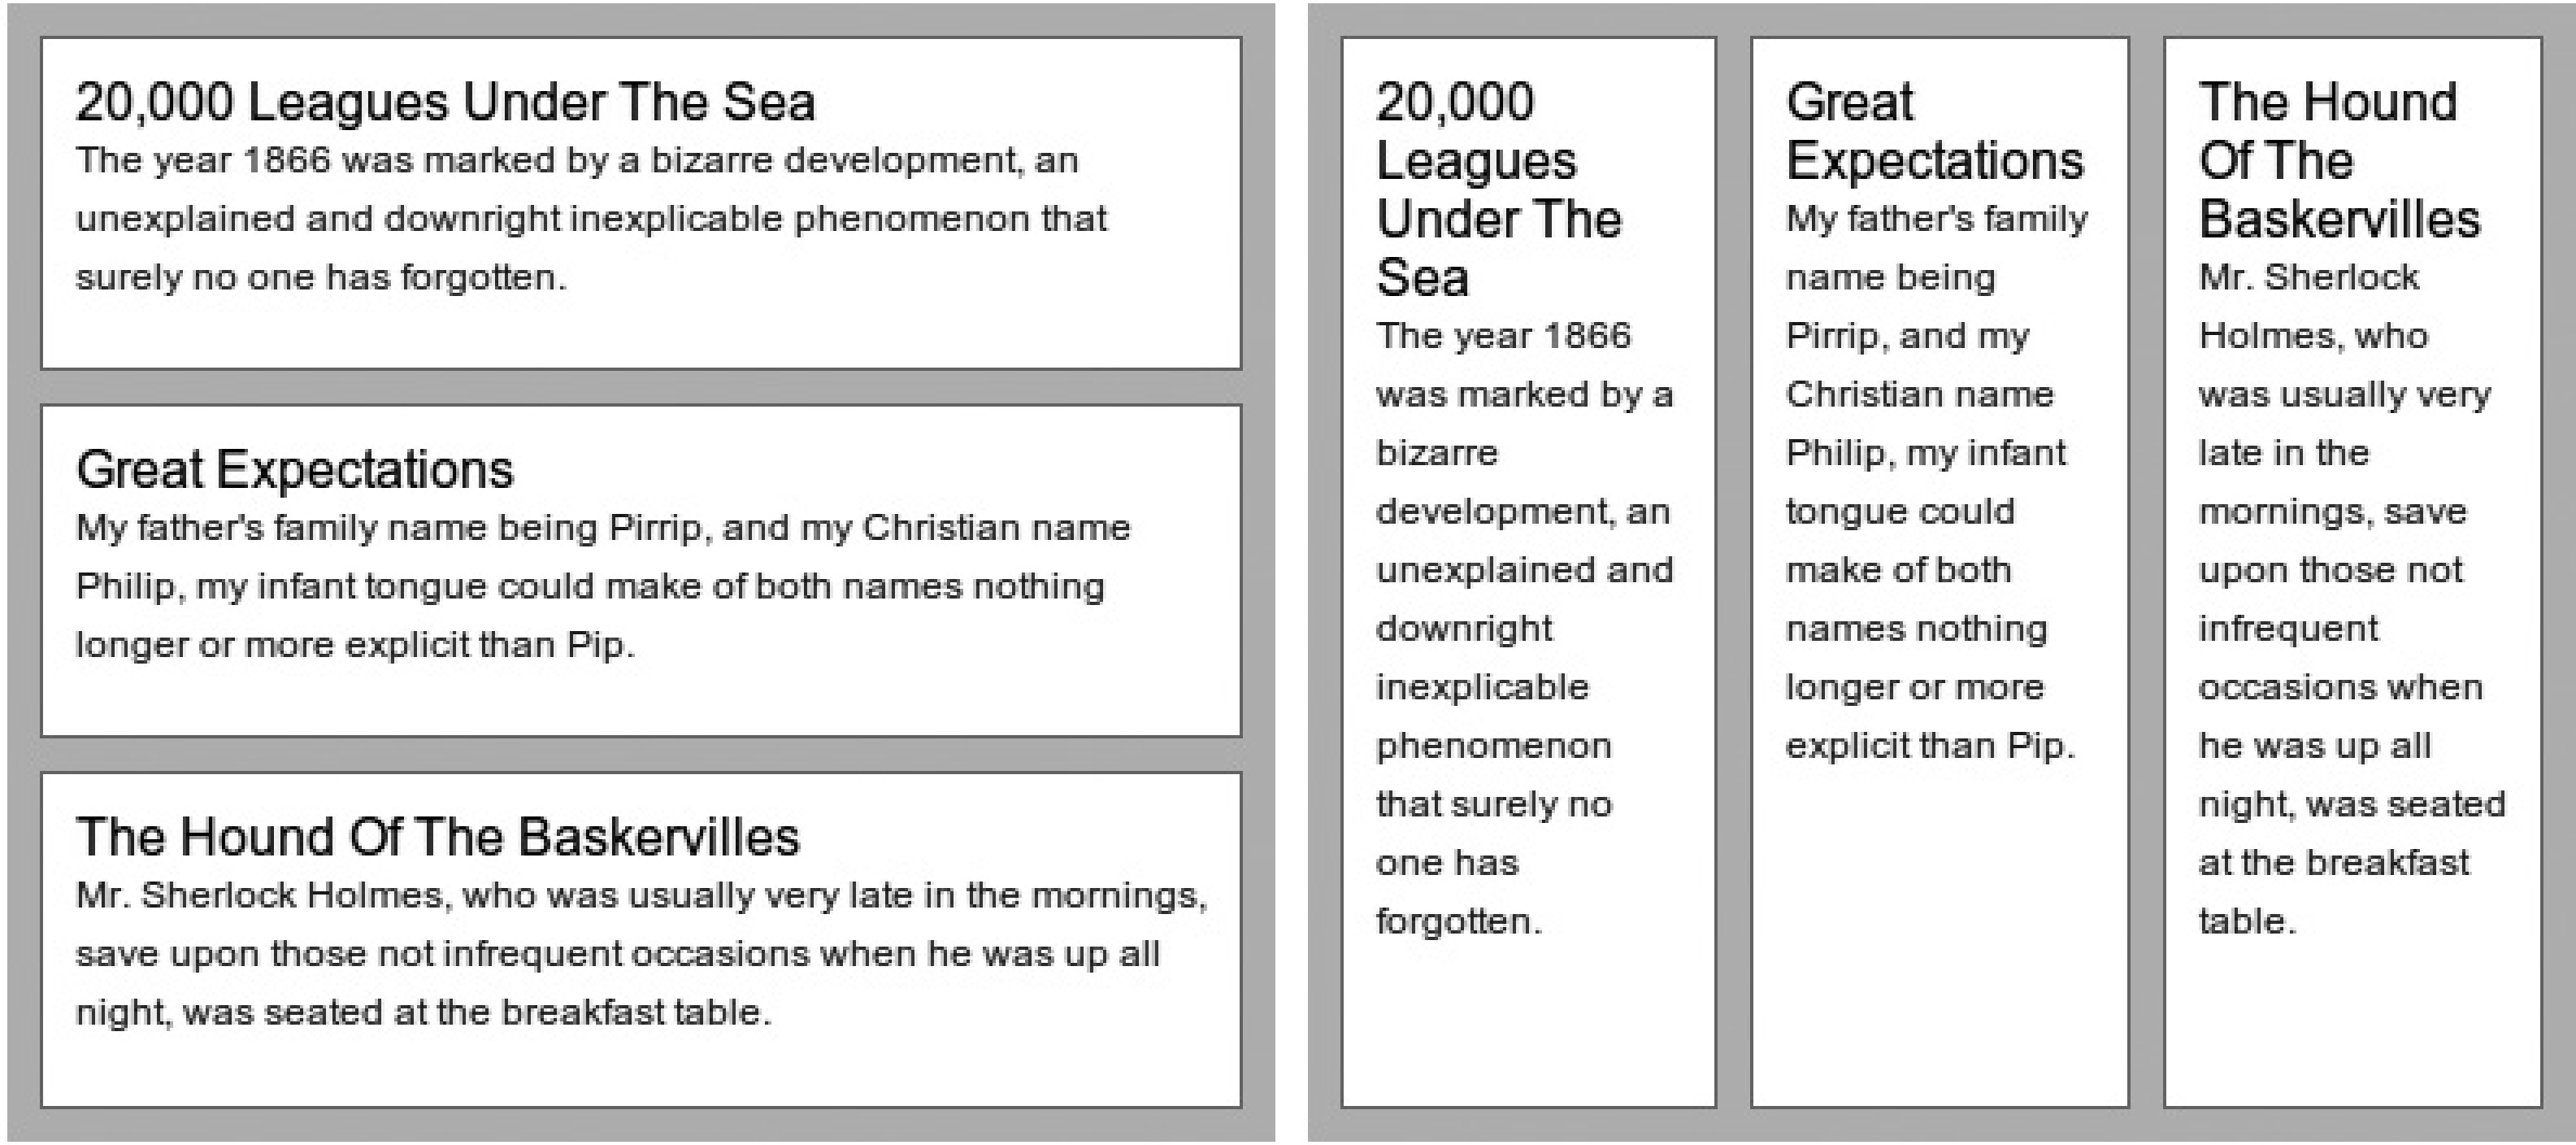 20,000 Leagues Under The Sea
The year 1866 was marked by a bizarre development, an
unexplained and downright inexplicable phenomenon that
surely no one has forgotten.
Great Expectations
My father's family name being Pirrip, and my Christian name
Philip, my infant tongue could make of both names nothing
longer or more explicit than Pip.
The Hound Of The Baskervilles
Mr. Sherlock Holmes, who was usually very late in the mornings,
save upon those not infrequent occasions when he was up all
night, was seated at the breakfast table.
20,000
Leagues
Under The
Sea
The year 1866
was marked by a
bizarre
development, an
unexplained and
downright
inexplicable
phenomenon
that surely no
one has
forgotten.
Great
Expectations
My father's family
name being
Pirrip, and my
Christian name
Philip, my infant
tongue could
make of both
names nothing
longer or more
explicit than Pip.
The Hound
Of The
Baskervilles
Mr. Sherlock
Holmes, who
was usually very
late in the
mornings, save
upon those not
infrequent
occasions when
he was up all
night, was seated
at the breakfast
table.